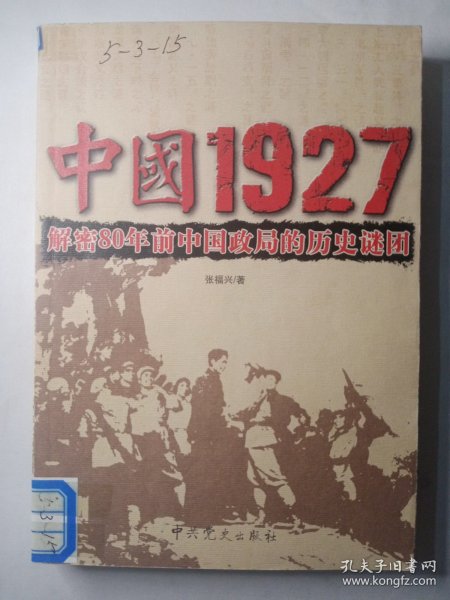 5-3-15
中國1927
解密80年前中国政局的历史谜团
张福兴/著
中共党史出版社
孔夫子旧书网
www.kongfz.com